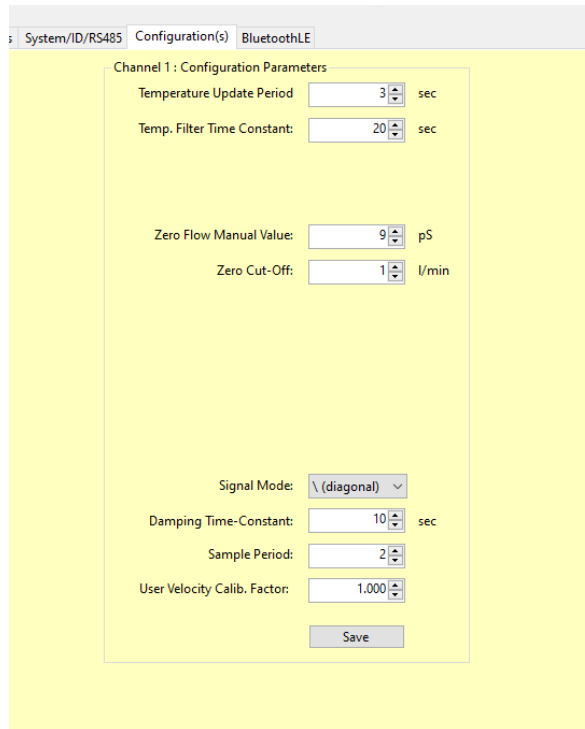 s System/ID/RS485 Configuration(s) BluetoothLE
Channel 1 : Configuration Parameters
Temperature Update Period 3 sec
Temp. Filter Time Constant: 20 sec
Zero Flow Manual Value: 9 pS
Zero Cut-Off: 1 l/min
Signal Mode: \ (diagonal)
Damping Time-Constant: 10 sec
Sample Period: 2
User Velocity Calib. Factor: 1.000
Save